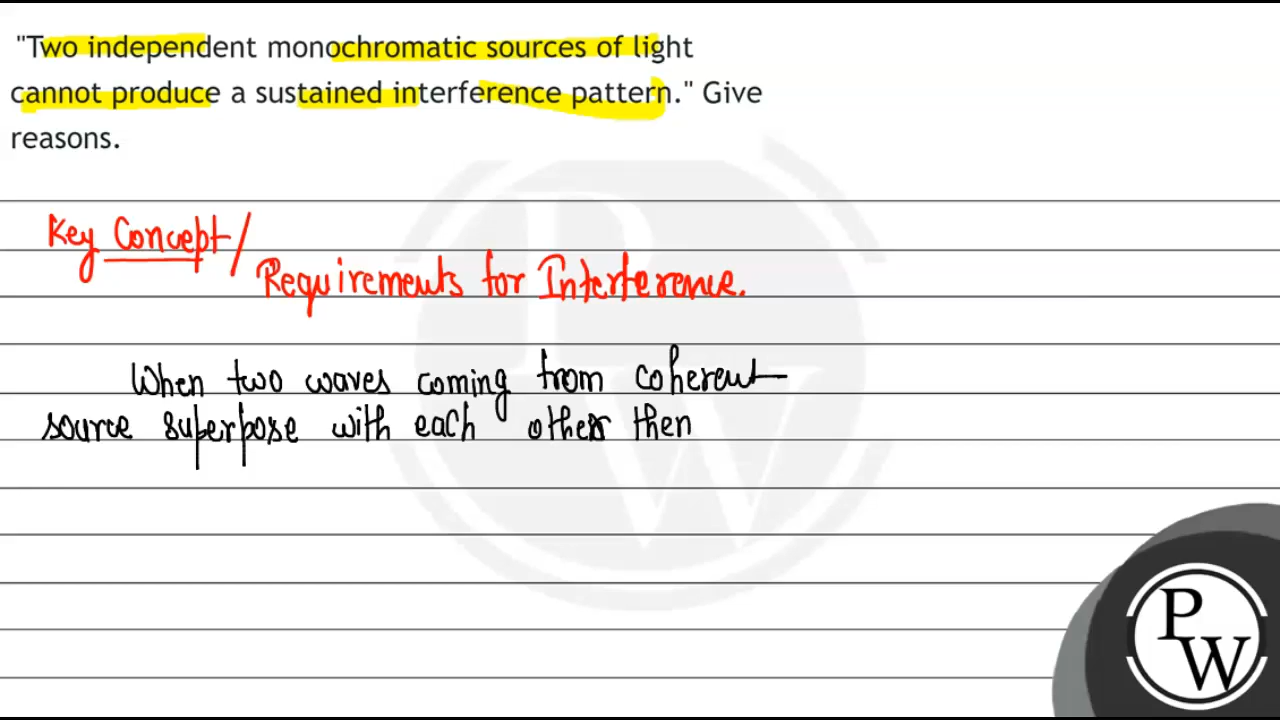 "Two independent monochromatic sources of light
cannot produce a sustained interference pattern." Give
reasons.
Key Concept/
Requirements for Interference.
When two waves coming from coherent
source superpose with each other then
PW
PW